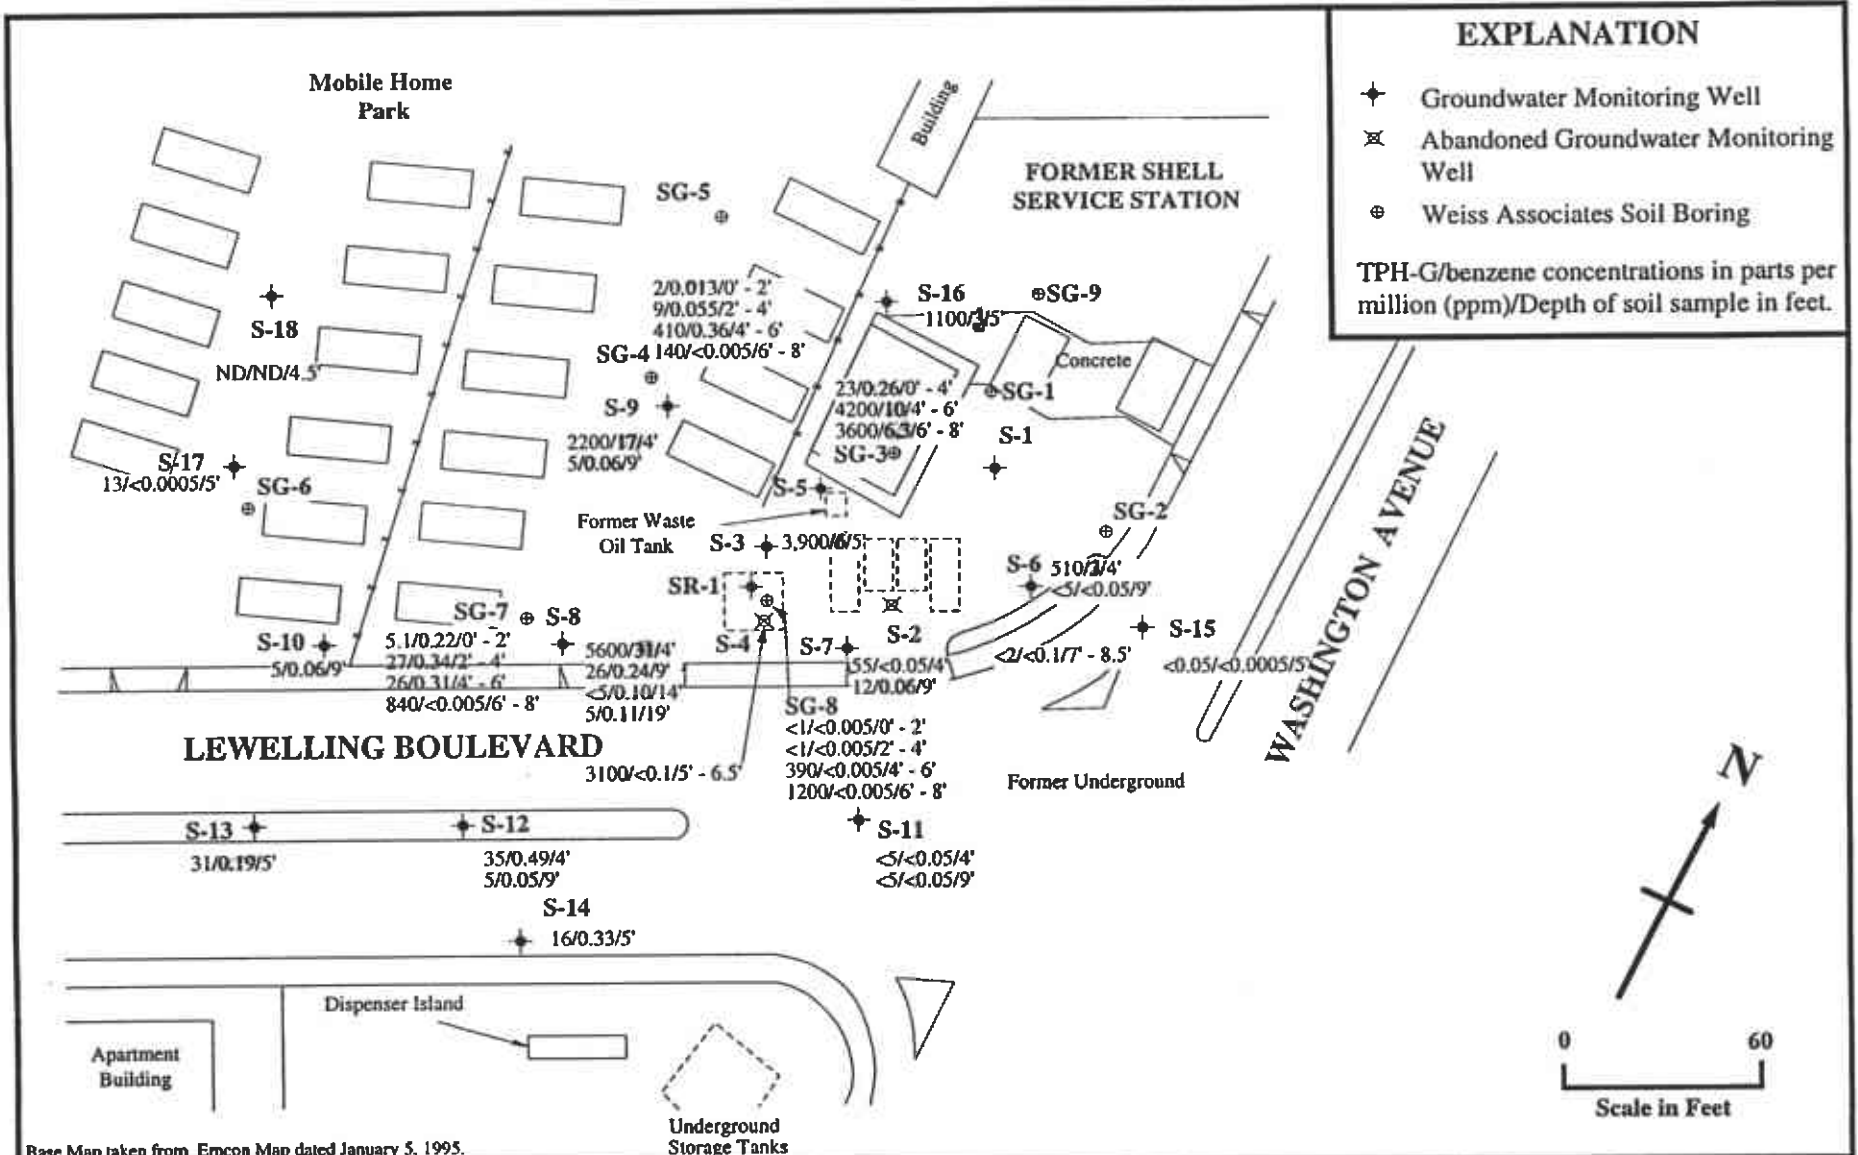 EXPLANATION
Groundwater Monitoring Well
Abandoned Groundwater Monitoring
Well
Weiss Associates Soil Boring
TPH-G/benzene concentrations in parts per
million (ppm)/Depth of soil sample in feet.
Mobile Home
Park
Building
FORMER SHELL
SERVICE STATION
SG-5
2/0.013/0' - 2'
9/0.055/2' - 4'
410/0.36/4' - 6'
SG-4 140/<0.005/6' - 8'
S-16
1100/3/5'
SG-9
S-18
ND/ND/4.5'
Concrete
SG-1
S-9
2200/17/4'
5/0.06/9'
23/0.26/0' - 4'
4200/10/4' - 6'
3600/6.3/6' - 8'
SG-3
S-1
S-17
13/<0.0005/5'
SG-6
S-5
Former Waste
Oil Tank
S-3
3,900/6/5'
SG-2
S-6
510/ /4'
<5/<0.05/9'
SR-1
S-4
S-7
S-2
S-15
<0.05/<0.0005/5'
<2/<0.1/7' - 8.5'
WASHINGTON AVENUE
SG-7
S-8
S-10
5/0.06/9'
5.1/0.22/0' - 2'
27/0.34/2' - 4'
26/0.31/4' - 6'
840/<0.005/6' - 8'
5600/31/4'
26/0.24/9'
<5/0.10/14'
5/0.11/19'
55/<0.05/4'
12/0.06/9'
SG-8
<1/<0.005/0' - 2'
<1/<0.005/2' - 4'
390/<0.005/4' - 6'
1200/<0.005/6' - 8'
LEWELLING BOULEVARD
3100/<0.1/5' - 6.5'
Former Underground
S-13
31/0.19/5'
S-12
35/0.49/4'
5/0.05/9'
S-11
<5/<0.05/4'
<5/<0.05/9'
S-14
16/0.33/5'
N
Dispenser Island
Apartment
Building
Underground
Storage Tanks
0 60
Scale in Feet
Base Map taken from Emcon Map dated January 5, 1995.